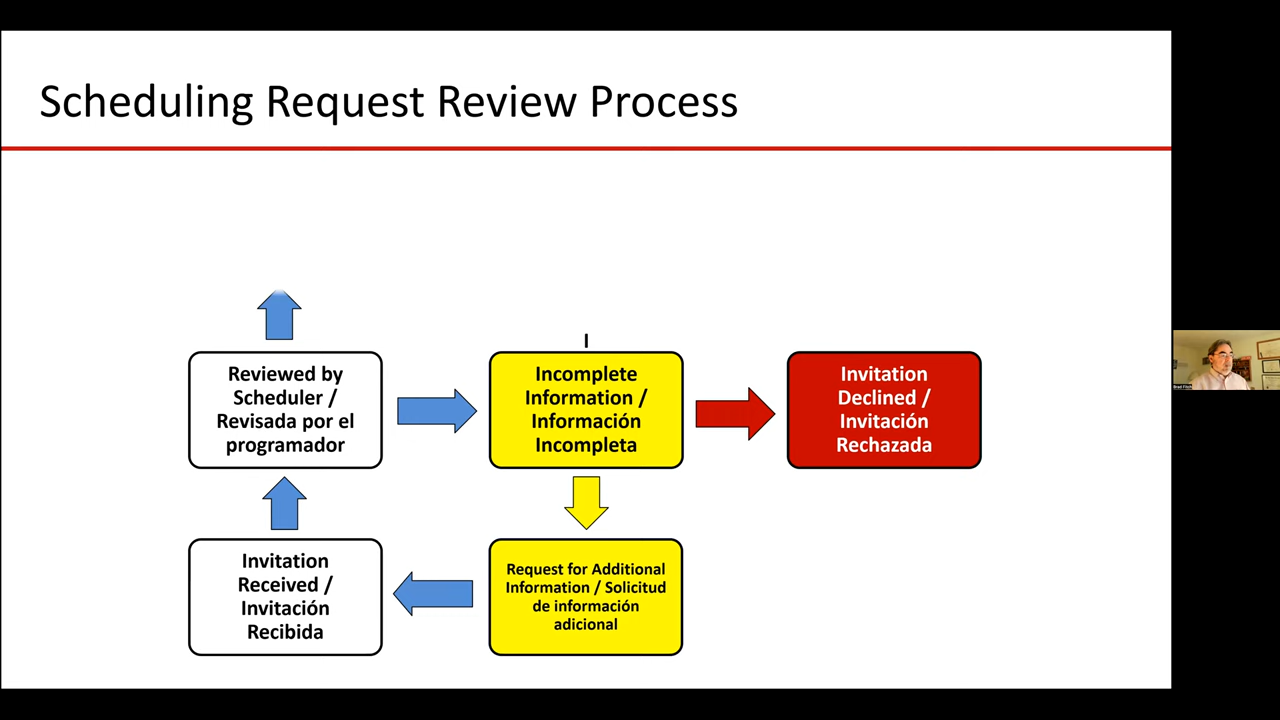 Scheduling Request Review Process
Reviewed by
Scheduler /
Revisada por el
programador
Incomplete
Information /
Información
Incompleta
Invitation
Declined /
Invitación
Rechazada
Invitation
Received /
Invitación
Recibida
Request for Additional
Information / Solicitud
de información
adicional